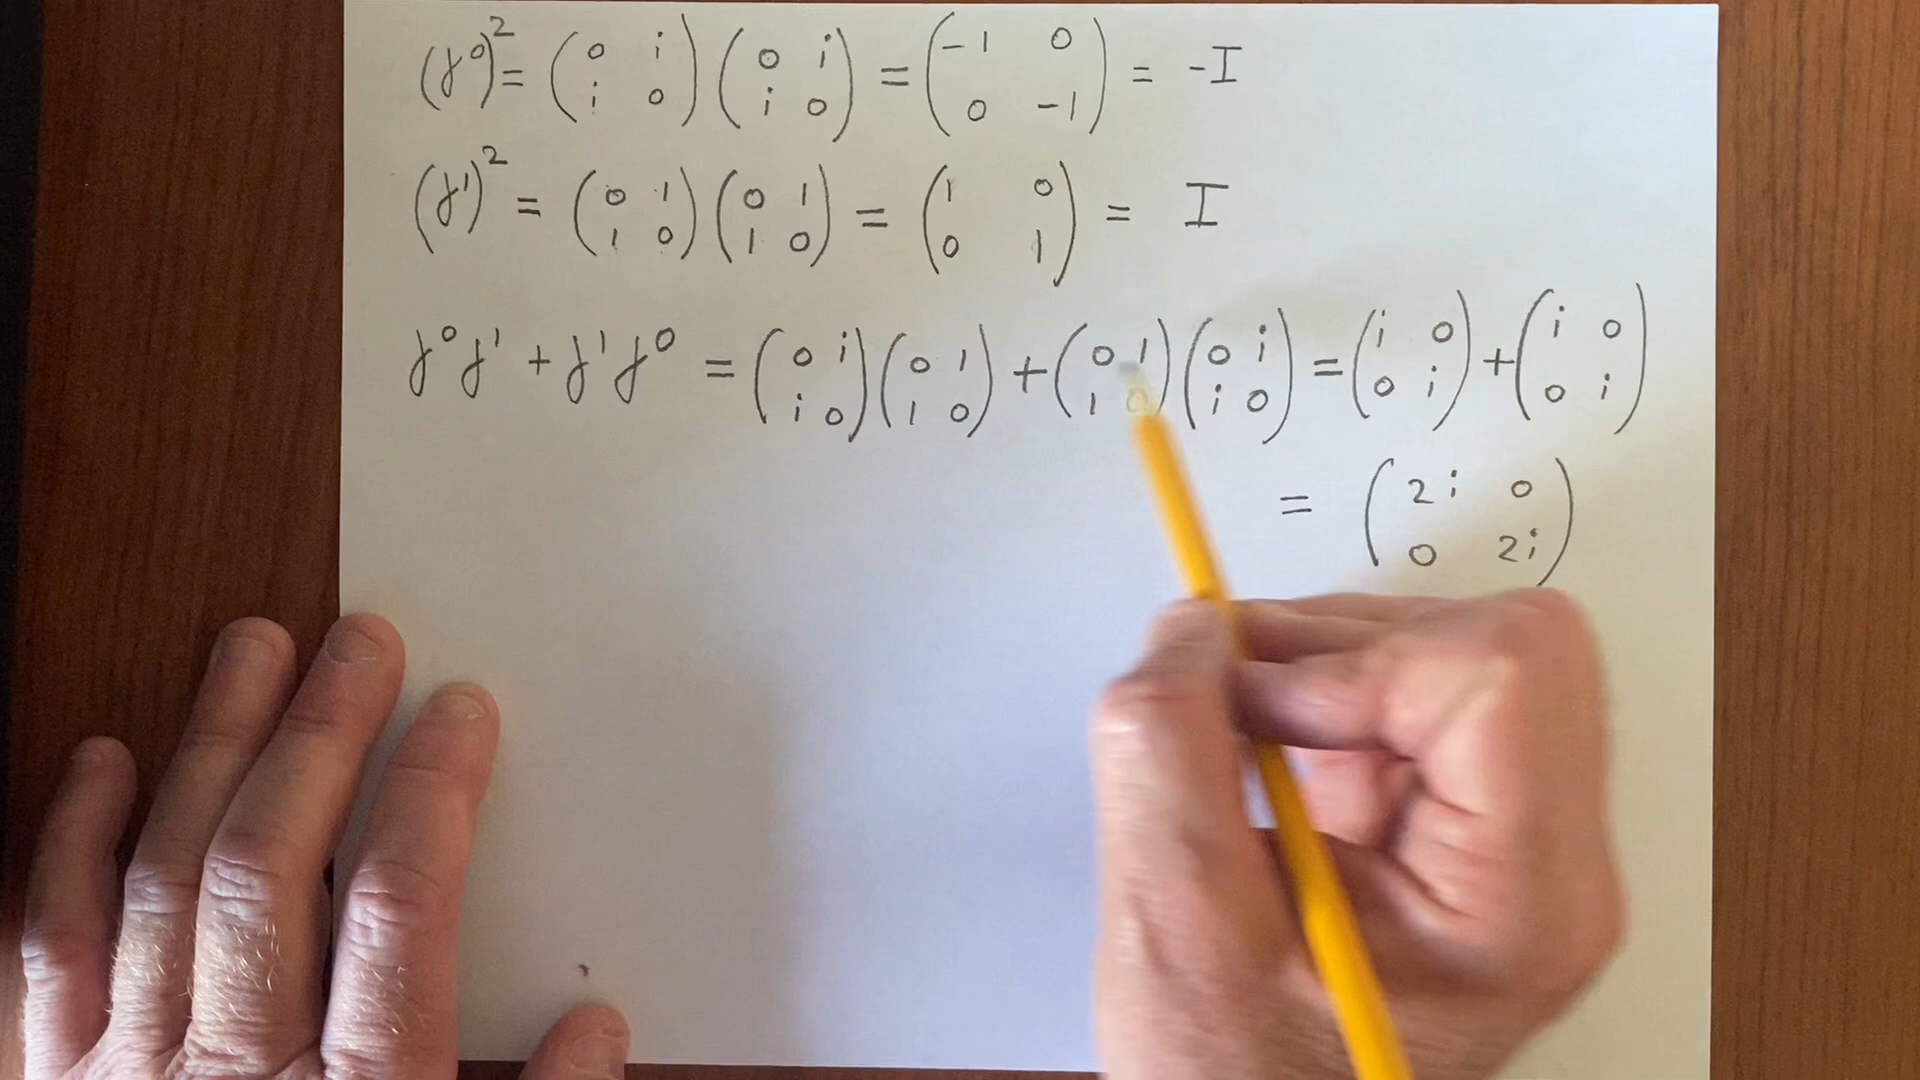 (γ⁰)² = (0 i; i 0) (0 i; i 0) = (-1 0; 0 -1) = -I
(γ¹)² = (0 1; 1 0) (0 1; 1 0) = (1 0; 0 1) = I
γ⁰γ¹ + γ¹γ⁰ = (0 i; i 0) (0 1; 1 0) + (0 1; 1 0) (0 i; i 0) = (i 0; 0 i) + (i 0; 0 i)
= (2i 0; 0 2i)